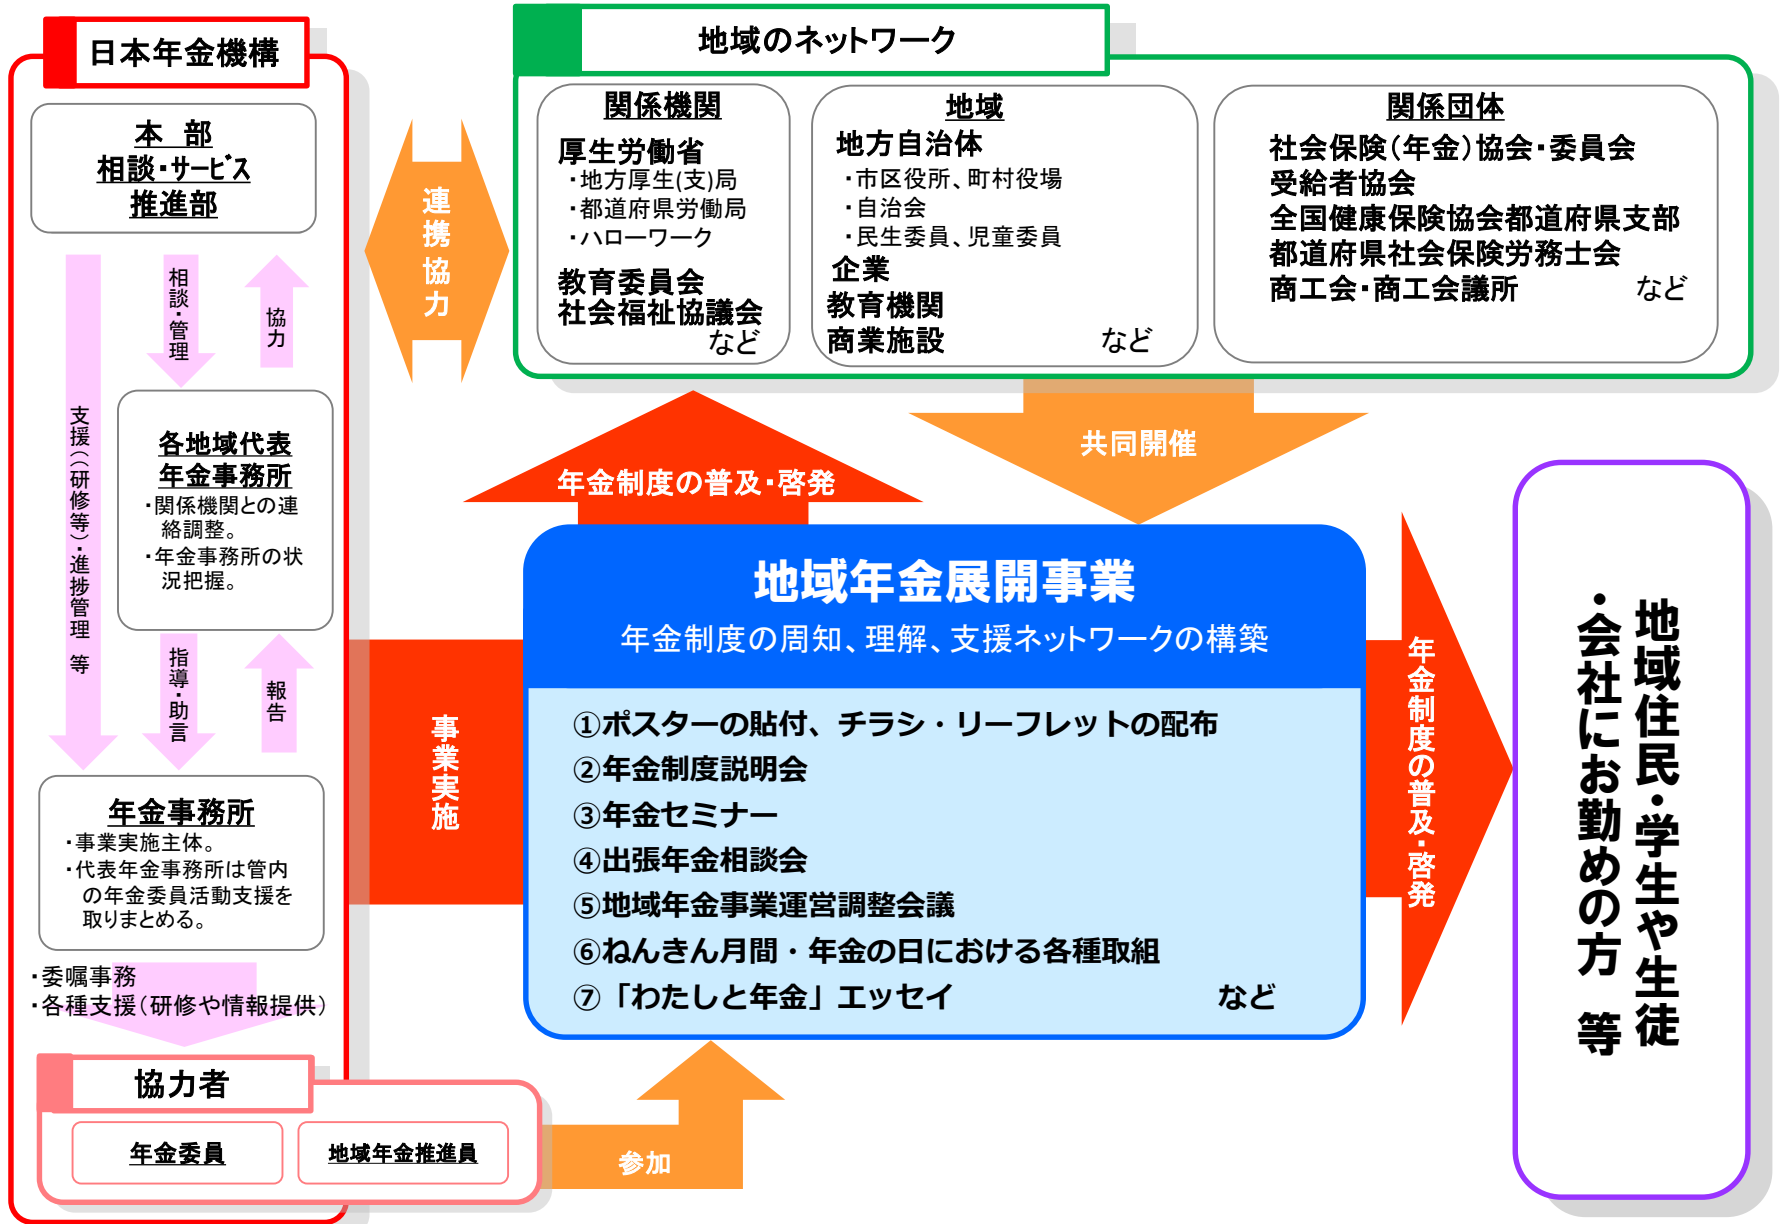 日本年金機構
本 部
相談・サービス
推進部
相談・管理
協力
支援（（研修等）・進捗管理 等
各地域代表
年金事務所
・関係機関との連
絡調整。
・年金事務所の状
況把握。
指導・助言
報告
年金事務所
・事業実施主体。
・代表年金事務所は管内
の年金委員活動支援を
取りまとめる。
・委嘱事務
・各種支援（研修や情報提供）
協力者
年金委員
地域年金推進員
連携協力
地域のネットワーク
関係機関
厚生労働省
・地方厚生(支)局
・都道府県労働局
・ハローワーク
教育委員会
社会福祉協議会
など
地域
地方自治体
・市区役所、町村役場
・自治会
・民生委員、児童委員
企業
教育機関
商業施設 など
関係団体
社会保険（年金）協会・委員会
受給者協会
全国健康保険協会都道府県支部
都道府県社会保険労務士会
商工会・商工会議所 など
年金制度の普及・啓発
共同開催
事業実施
地域年金展開事業
年金制度の周知、理解、支援ネットワークの構築
①ポスターの貼付、チラシ・リーフレットの配布
②年金制度説明会
③年金セミナー
④出張年金相談会
⑤地域年金事業運営調整会議
⑥ねんきん月間・年金の日における各種取組
⑦「わたしと年金」エッセイ など
参加
年金制度の普及・啓発
地域住民・学生や生徒
・会社にお勤めの方 等